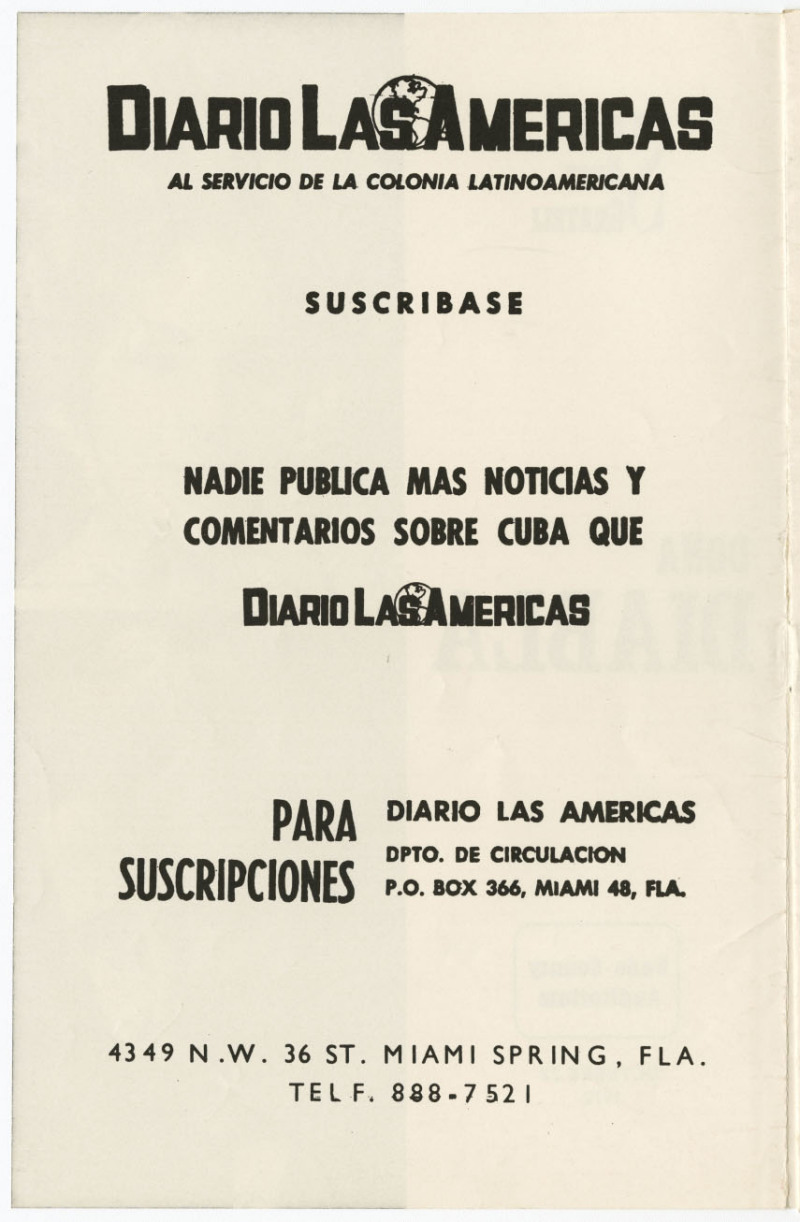 DIARIO LAS AMERICAS
AL SERVICIO DE LA COLONIA LATINOAMERICANA
SUSCRIBASE
NADIE PUBLICA MAS NOTICIAS Y
COMENTARIOS SOBRE CUBA QUE
DIARIO LAS AMERICAS
PARA
SUSCRIPCIONES
DIARIO LAS AMERICAS
DPTO. DE CIRCULACION
P.O. BOX 366, MIAMI 48, FLA.
4349 N.W. 36 ST. MIAMI SPRING, FLA.
TELF. 888-7521